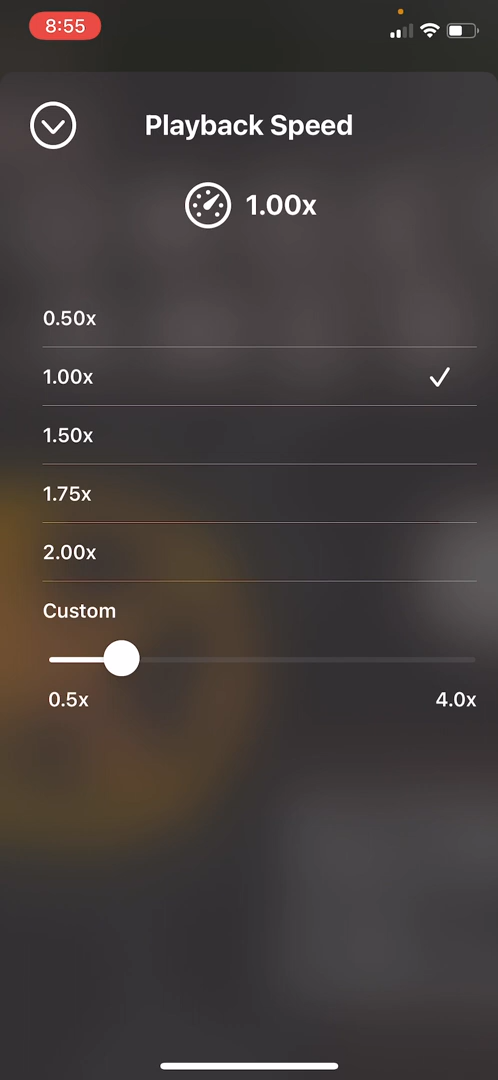 8:55
Playback Speed
1.00x
0.50x
1.00x
1.50x
1.75x
2.00x
Custom
0.5x 4.0x